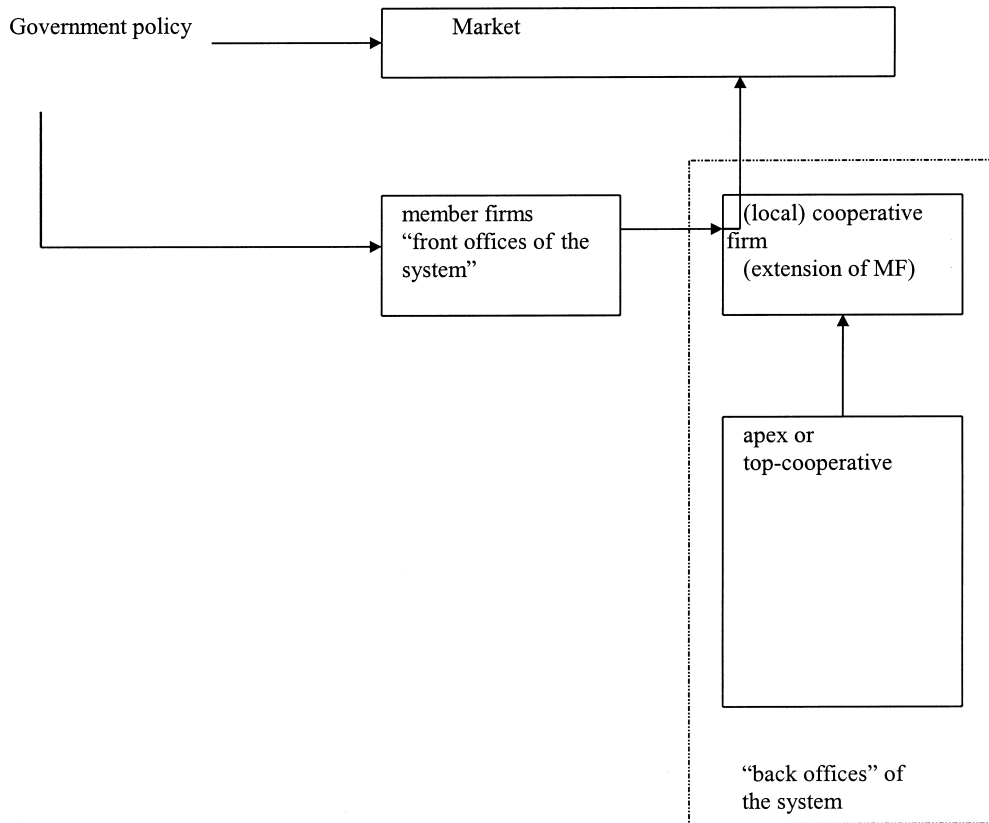 Government policy
Market
member firms
“front offices of the
system”
(local) cooperative
firm
(extension of MF)
apex or
top-cooperative
“back offices” of
the system